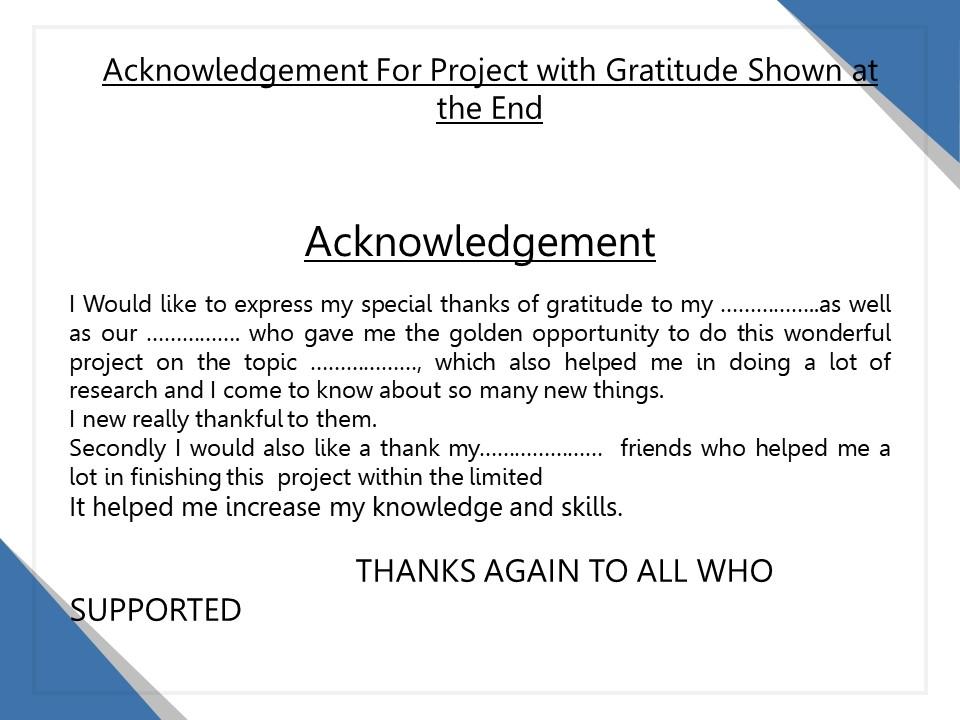 Acknowledgement For Project with Gratitude Shown at
the End
Acknowledgement
I Would like to express my special thanks of gratitude to my ……………..as well
as our ……………. who gave me the golden opportunity to do this wonderful
project on the topic ………………, which also helped me in doing a lot of
research and I come to know about so many new things.
I new really thankful to them.
Secondly I would also like a thank my………………… friends who helped me a
lot in finishing this project within the limited
It helped me increase my knowledge and skills.
THANKS AGAIN TO ALL WHO
SUPPORTED